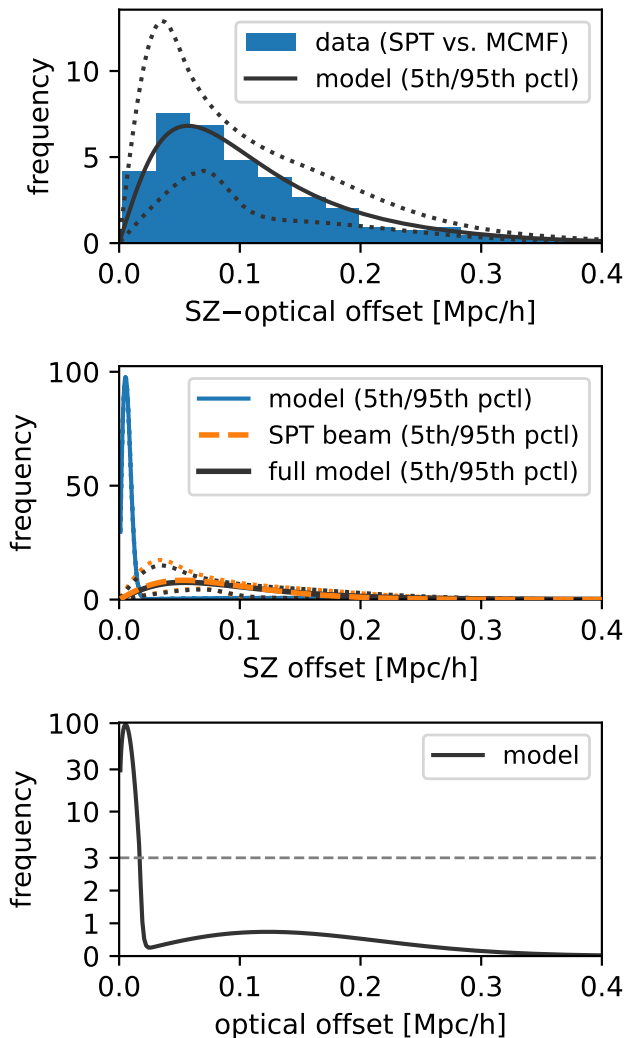 frequency
10
5
0
data (SPT vs. MCMF)
model (5th/95th pctl)
0.0 0.1 0.2 0.3 0.4
SZ−optical offset [Mpc/h]
frequency
100
50
0
model (5th/95th pctl)
SPT beam (5th/95th pctl)
full model (5th/95th pctl)
0.0 0.1 0.2 0.3 0.4
SZ offset [Mpc/h]
frequency
100
30
10
3
2
1
0
model
0.0 0.1 0.2 0.3 0.4
optical offset [Mpc/h]